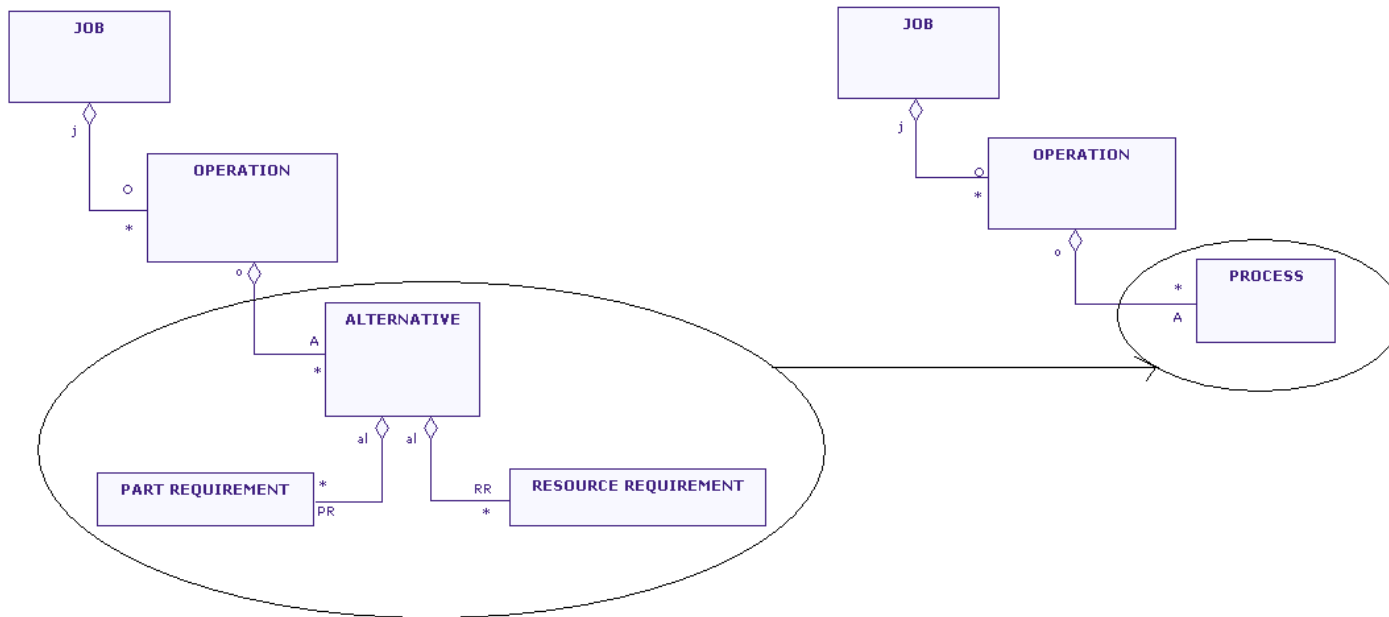 JOB
j
O
*
OPERATION
o
A
*
ALTERNATIVE
al
al
PART REQUIREMENT
*
PR
RR
*
RESOURCE REQUIREMENT
JOB
j
O
*
OPERATION
o
*
A
PROCESS